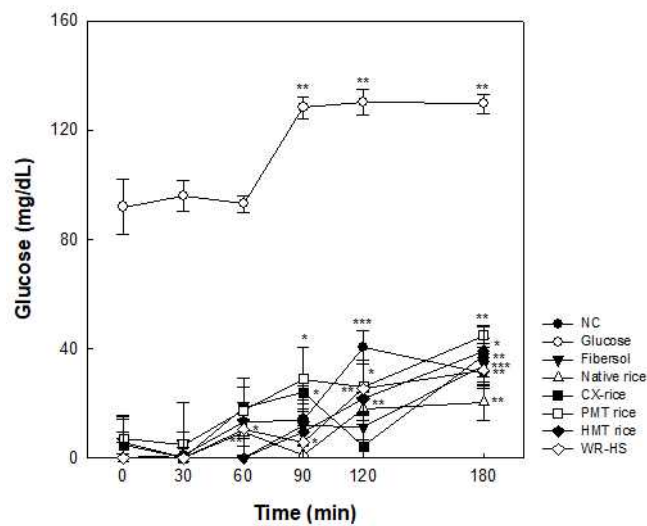 160
120
80
40
0
Glucose (mg/dL)
** ** **
*** **
* * *
** **
* ** ***
* * ** **
0 30 60 90 120 180
Time (min)
NC
Glucose
Fibersol
Native rice
CX-rice
PMT rice
HMT rice
WR-HS